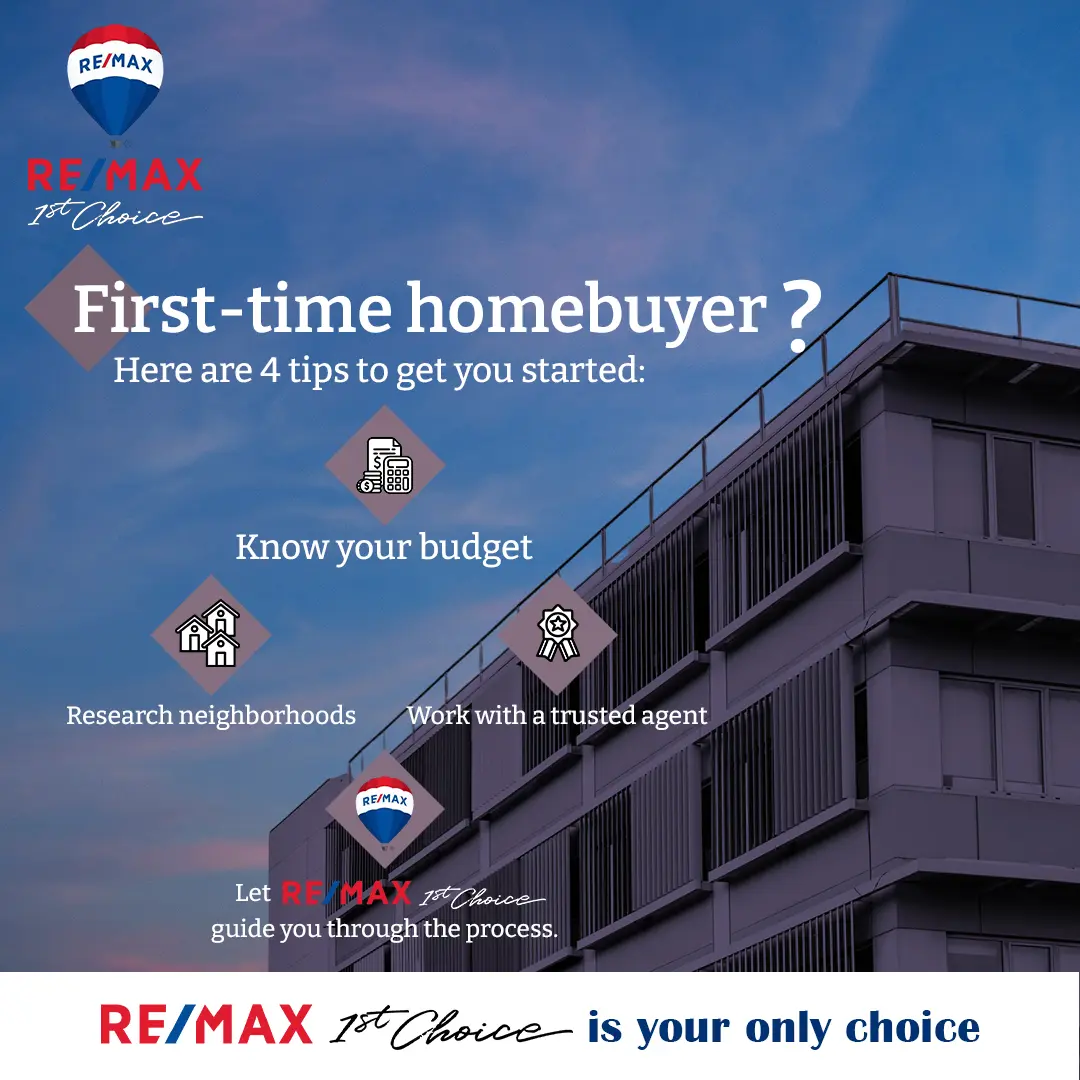 RE/MAX
RE/MAX
1st Choice
First-time homebuyer ?
Here are 4 tips to get you started:
$
$
Know your budget
Research neighborhoods
Work with a trusted agent
RE/MAX
Let RE/MAX 1st Choice
guide you through the process.
RE/MAX 1st Choice is your only choice